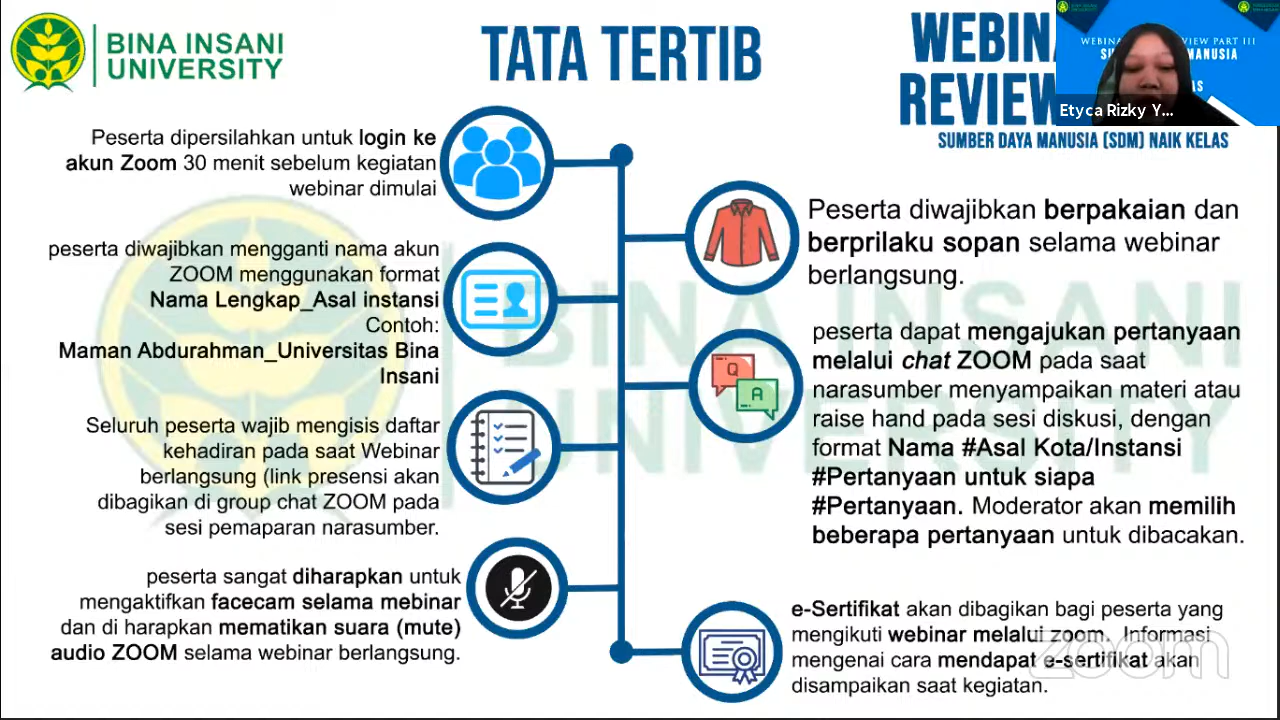 BINA INSANI
UNIVERSITY
TATA TERTIB
WEBIN
REVIEW
SUMBER DAYA MANUSIA (SDM) NAIK KELAS
Etyca Rizky Y...
Peserta dipersilahkan untuk login ke
akun Zoom 30 menit sebelum kegiatan
webinar dimulai
peserta diwajibkan mengganti nama akun
ZOOM menggunakan format
Nama Lengkap_Asal instansi
Contoh:
Maman Abdurahman_Universitas Bina
Insani
Seluruh peserta wajib mengisis daftar
kehadiran pada saat Webinar
berlangsung (link presensi akan
dibagikan di group chat ZOOM pada
sesi pemaparan narasumber.
peserta sangat diharapkan untuk
mengaktifkan facecam selama mebinar
dan di harapkan mematikan suara (mute)
audio ZOOM selama webinar berlangsung.
Peserta diwajibkan berpakaian dan
berprilaku sopan selama webinar
berlangsung.
Q
A
peserta dapat mengajukan pertanyaan
melalui chat ZOOM pada saat
narasumber menyampaikan materi atau
raise hand pada sesi diskusi, dengan
format Nama #Asal Kota/Instansi
#Pertanyaan untuk siapa
#Pertanyaan. Moderator akan memilih
beberapa pertanyaan untuk dibacakan.
e-Sertifikat akan dibagikan bagi peserta yang
mengikuti webinar melalui zoom. Informasi
mengenai cara mendapat e-sertifikat akan
disampaikan saat kegiatan.
zoom
BINA INSANI
UNIVERSITY